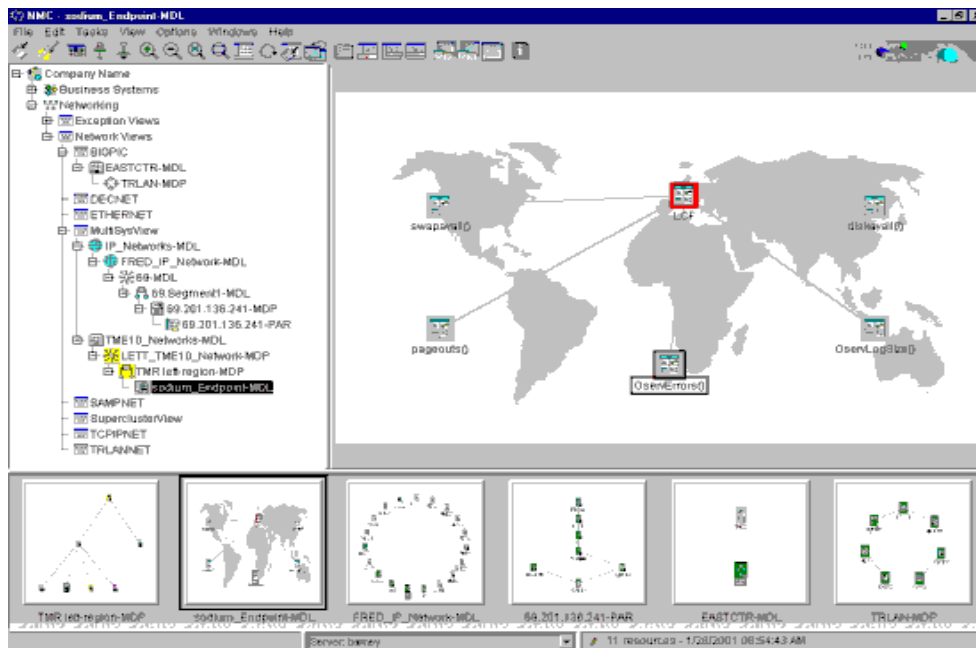 NMC - sodium_Endpoint-MDL
File Edit Tasks View Options Windows Help
Company Name
Business Systems
Networking
Exception Views
Network Views
BIOPIC
EASTCTR-MDL
TRLAN-MDP
DECNET
ETHERNET
MultiSysView
IP_Networks-MDL
FRED_IP_Network-MDL
69-MDL
69.Segment1-MDL
69.201.136.241-MDP
69.201.136.241-PAR
TME10_Networks-MDL
LETT_TME10_Network-MDP
TMR left-region-MDP
sodium_Endpoint-MDL
SAMPNET
SuperclusterView
TCPIPNET
TRLANNET
swapavail()
LCF
diskavail()
pageouts()
OservErrors()
OservLogSize()
TMR left-region-MDP
sodium_Endpoint-MDL
FRED_IP_Network-MDL
69.201.136.241-PAR
EASTCTR-MDL
TRLAN-MDP
Server: barney
11 resources - 1/28/2001 08:54:43 AM